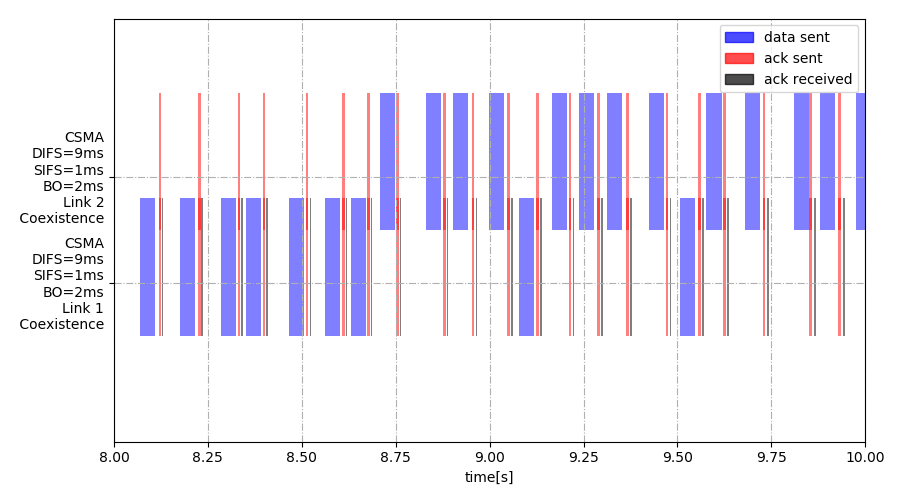 data sent
ack sent
ack received
CSMA
DIFS=9ms
SIFS=1ms
BO=2ms
Link 2
Coexistence
CSMA
DIFS=9ms
SIFS=1ms
BO=2ms
Link 1
Coexistence
8.00 8.25 8.50 8.75 9.00 9.25 9.50 9.75 10.00
time[s]